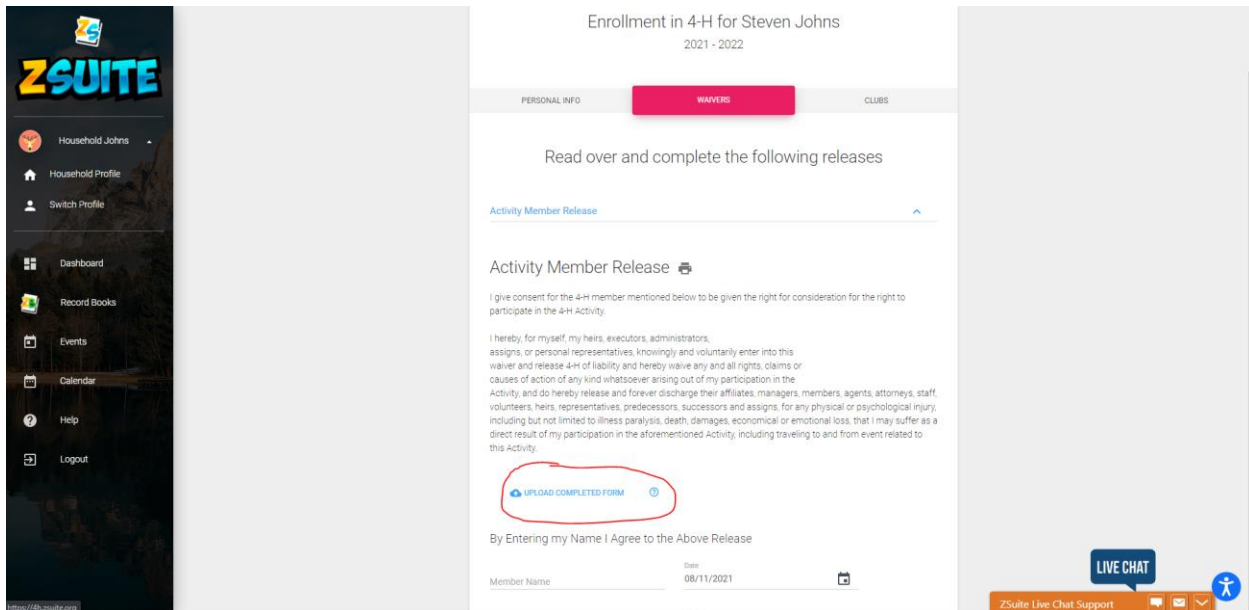 ZSUITE
Household Johns
Household Profile
Switch Profile
Dashboard
Record Books
Events
Calendar
Help
Logout
https://4h.zsuite.org
Enrollment in 4-H for Steven Johns
2021 - 2022
PERSONAL INFO
WAIVERS
CLUBS
Read over and complete the following releases
Activity Member Release
Activity Member Release
I give consent for the 4-H member mentioned below to be given the right for consideration for the right to
participate in the 4-H Activity.
I hereby, for myself, my heirs, executors, administrators,
assigns, or personal representatives, knowingly and voluntarily enter into this
waiver and release 4-H of liability and hereby waive any and all rights, claims or
causes of action of any kind whatsoever arising out of my participation in the
Activity, and do hereby release and forever discharge their affiliates, managers, members, agents, attorneys, staff,
volunteers, heirs, representatives, predecessors, successors and assigns, for any physical or psychological injury,
including but not limited to illness paralysis, death, damages, economical or emotional loss, that I may suffer as a
direct result of my participation in the aforementioned Activity, including traveling to and from event related to
this Activity.
UPLOAD COMPLETED FORM
By Entering my Name I Agree to the Above Release
Member Name
Date
08/11/2021
LIVE CHAT
ZSuite Live Chat Support